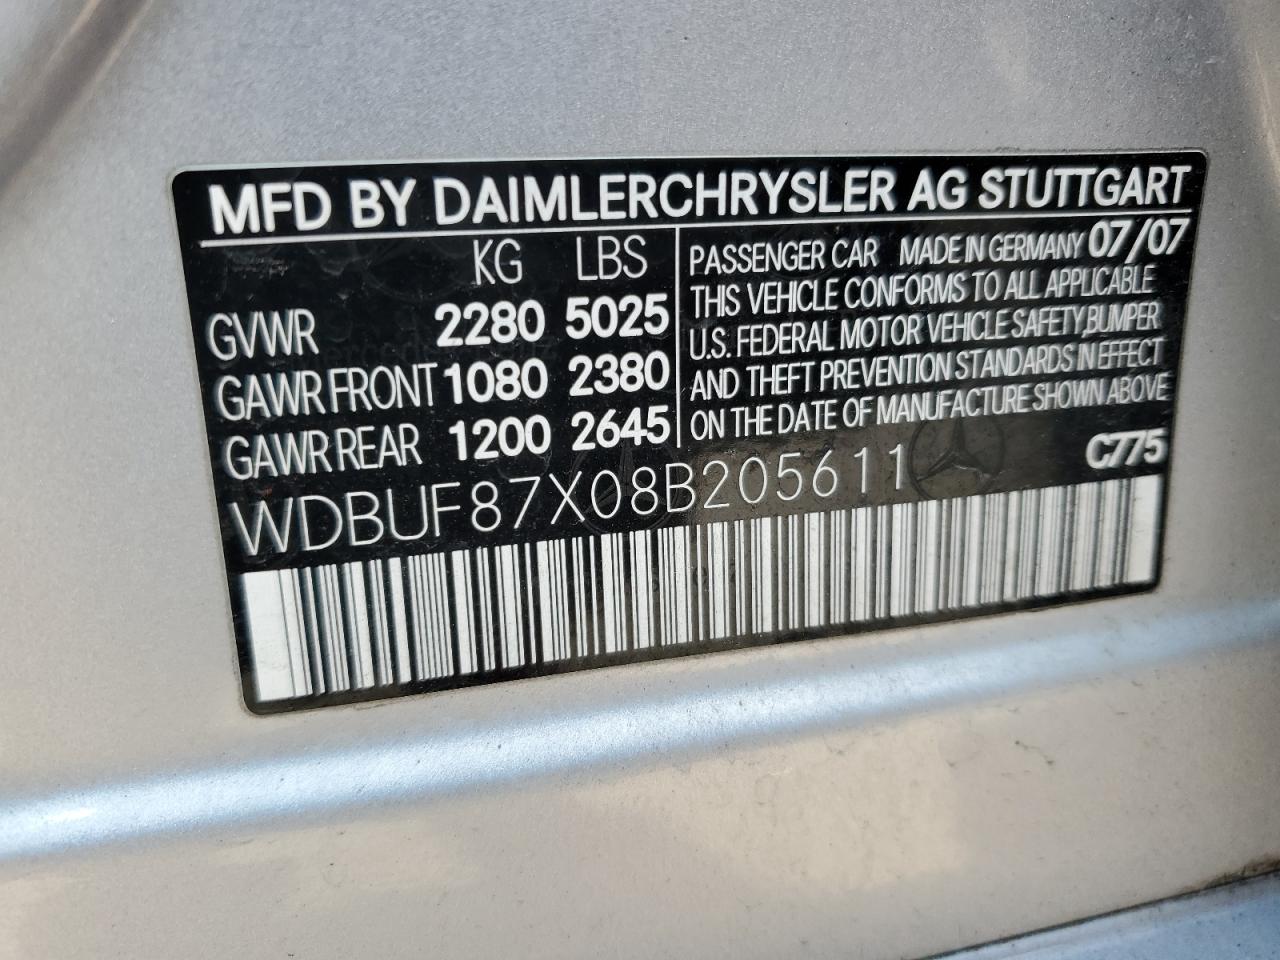 MFD BY DAIMLERCHRYSLER AG STUTTGART
KG LBS
GVWR 2280 5025
GAWR FRONT 1080 2380
GAWR REAR 1200 2645
PASSENGER CAR MADE IN GERMANY 07/07
THIS VEHICLE CONFORMS TO ALL APPLICABLE
U.S. FEDERAL MOTOR VEHICLE SAFETY,BUMPER
AND THEFT PREVENTION STANDARDS IN EFFECT
ON THE DATE OF MANUFACTURE SHOWN ABOVE
C775
WDBUF87X08B205611